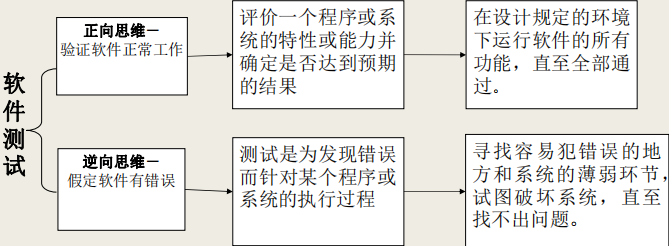 软件测试
正向思维－
验证软件正常工作
评价一个程序或系
统的特性或能力并
确定是否达到预期
的结果
在设计规定的环境
下运行软件的所有
功能，直至全部通
过。
逆向思维－
假定软件有错误
测试是为发现错误
而针对某个程序或
系统的执行过程
寻找容易犯错误的地
方和系统的薄弱环节，
试图破坏系统，直至
找不出问题。